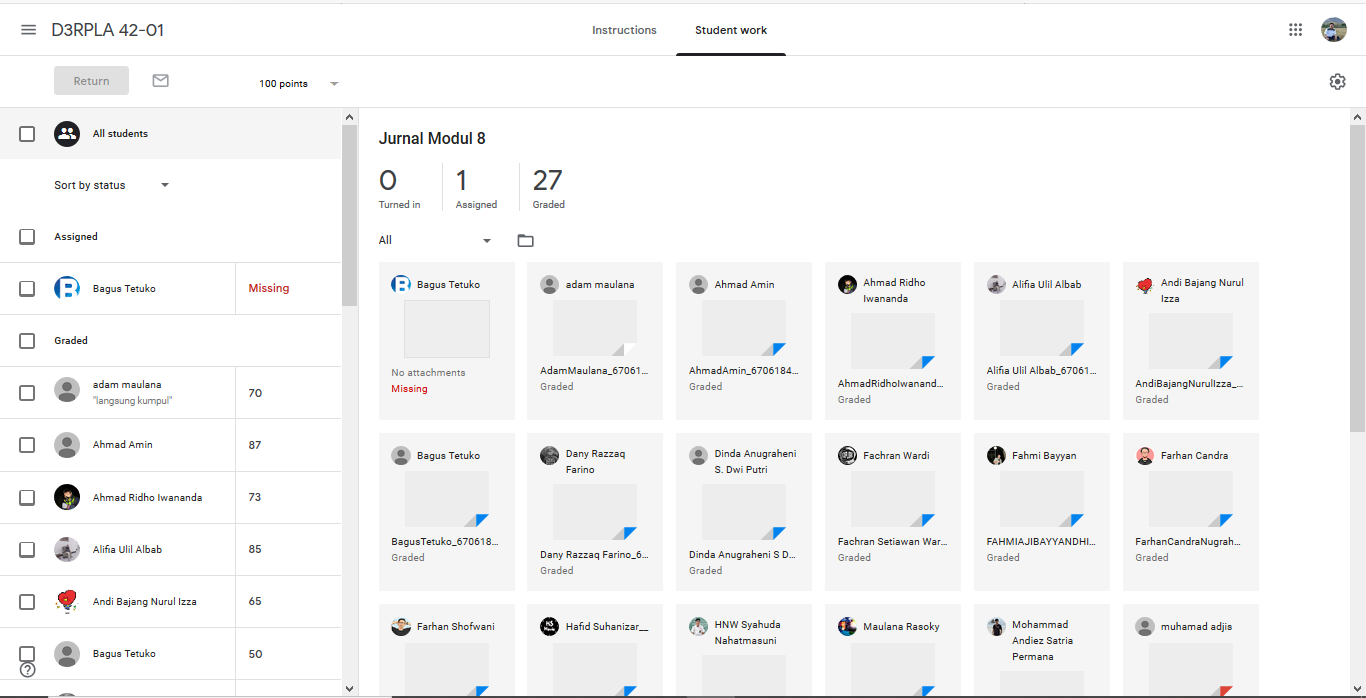 D3RPLA 42-01
Instructions
Student work
Return
100 points
All students
Sort by status
Assigned
Bagus Tetuko
Missing
Graded
adam maulana
"langsung kumpul"
70
Ahmad Amin
87
Ahmad Ridho Iwananda
73
Alifia Ulil Albab
85
Andi Bajang Nurul Izza
65
Bagus Tetuko
50
Jurnal Modul 8
0
Turned in
1
Assigned
27
Graded
All
Bagus Tetuko
No attachments
Missing
adam maulana
AdamMaulana_67061...
Graded
Ahmad Amin
AhmadAmin_6706184...
Graded
Ahmad Ridho
Iwananda
AhmadRidhoIwanand...
Graded
Alifia Ulil Albab
Alifia Ulil Albab_67061...
Graded
Andi Bajang Nurul
Izza
AndiBajangNurulIzza_...
Graded
Bagus Tetuko
BagusTetuko_670618...
Graded
Dany Razzaq
Farino
Dany Razzaq Farino_6...
Graded
Dinda Anugraheni
S. Dwi Putri
Dinda Anugraheni S D...
Graded
Fachran Wardi
Fachran Setiawan War...
Graded
Fahmi Bayyan
FAHMIAJIBAYYANDHI...
Graded
Farhan Candra
FarhanCandraNugrah...
Graded
Farhan Shofwani
Hafid Suhanizar__
HNW Syahuda
Nahatmasuni
Maulana Rasoky
Mohammad
Andiez Satria
Permana
muhamad adjis